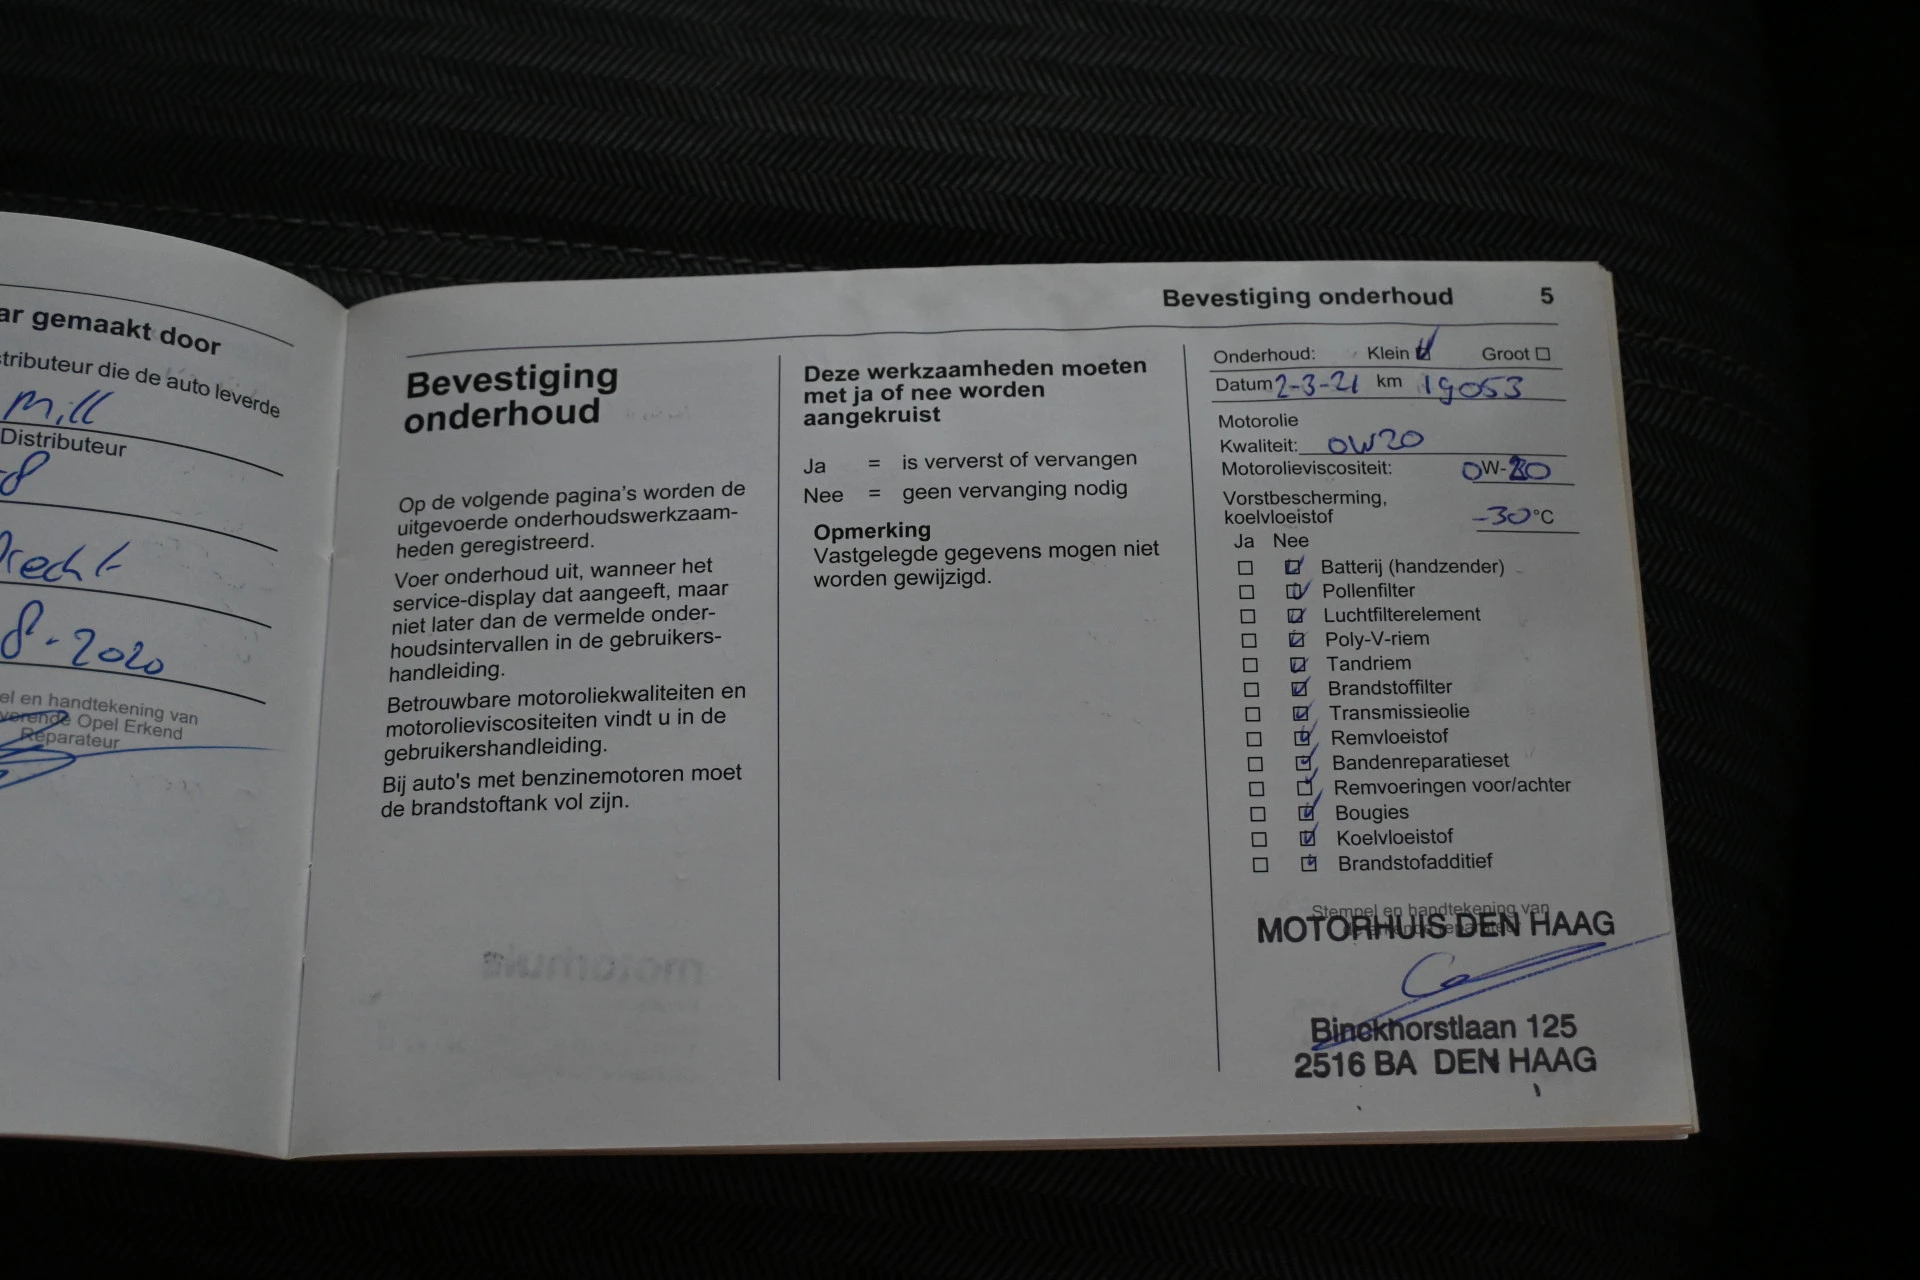 ar gemaakt door
tributeur die de auto leverde
Mill
Distributeur
-8
recht
8-2020
el en handtekening van
verende Opel Erkend
Reparateur
Bevestiging onderhoud 5
Bevestiging
onderhoud
Op de volgende pagina's worden de
uitgevoerde onderhoudswerkzaam-
heden geregistreerd.
Voer onderhoud uit, wanneer het
service-display dat aangeeft, maar
niet later dan de vermelde onder-
houdsintervallen in de gebruikers-
handleiding.
Betrouwbare motoroliekwaliteiten en
motorolieviscositeiten vindt u in de
gebruikershandleiding.
Bij auto's met benzinemotoren moet
de brandstoftank vol zijn.
Deze werkzaamheden moeten
met ja of nee worden
aangekruist
Ja = is ververst of vervangen
Nee = geen vervanging nodig
Opmerking
Vastgelegde gegevens mogen niet
worden gewijzigd.
Onderhoud: Klein Groot
Datum 2-3-21 km 19053
Motorolie
Kwaliteit: 0W20
Motorolieviscositeit: 0W-20
Vorstbescherming,
koelvloeistof -30°C
Ja Nee
Batterij (handzender)
Pollenfilter
Luchtfilterelement
Poly-V-riem
Tandriem
Brandstoffilter
Transmissieolie
Remvloeistof
Bandenreparatieset
Remvoeringen voor/achter
Bougies
Koelvloeistof
Brandstofadditief
Stempel en handtekening van
MOTORHUIS DEN HAAG
Binckhorstlaan 125
2516 BA DEN HAAG